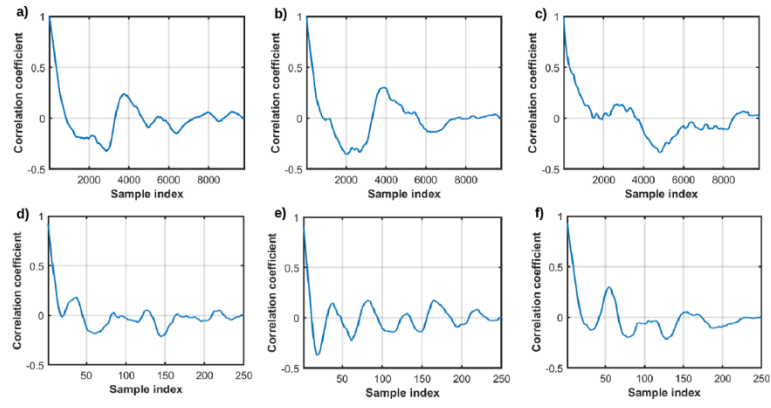 a)
Correlation coefficient
1
0.5
0
-0.5
2000 4000 6000 8000
Sample index
b)
Correlation coefficient
1
0.5
0
-0.5
2000 4000 6000 8000
Sample index
c)
Correlation coefficient
1
0.5
0
-0.5
2000 4000 6000 8000
Sample index
d)
Correlation coefficient
1
0.5
0
-0.5
50 100 150 200 250
Sample index
e)
Correlation coefficient
1
0.5
0
-0.5
50 100 150 200 250
Sample index
f)
Correlation coefficient
1
0.5
0
-0.5
50 100 150 200 250
Sample index